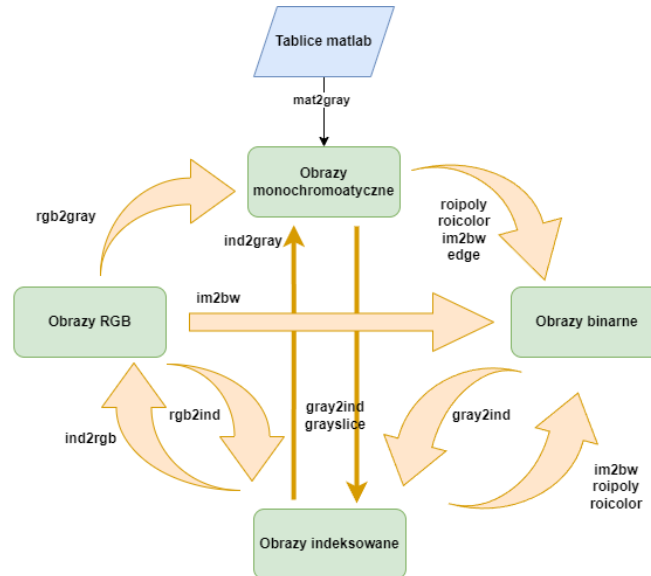 Tablice matlab
mat2gray
Obrazy
monochromoatyczne
rgb2gray
roipoly
roicolor
im2bw
edge
ind2gray
Obrazy RGB
im2bw
Obrazy binarne
rgb2ind
ind2rgb
gray2ind
grayslice
gray2ind
im2bw
roipoly
roicolor
Obrazy indeksowane